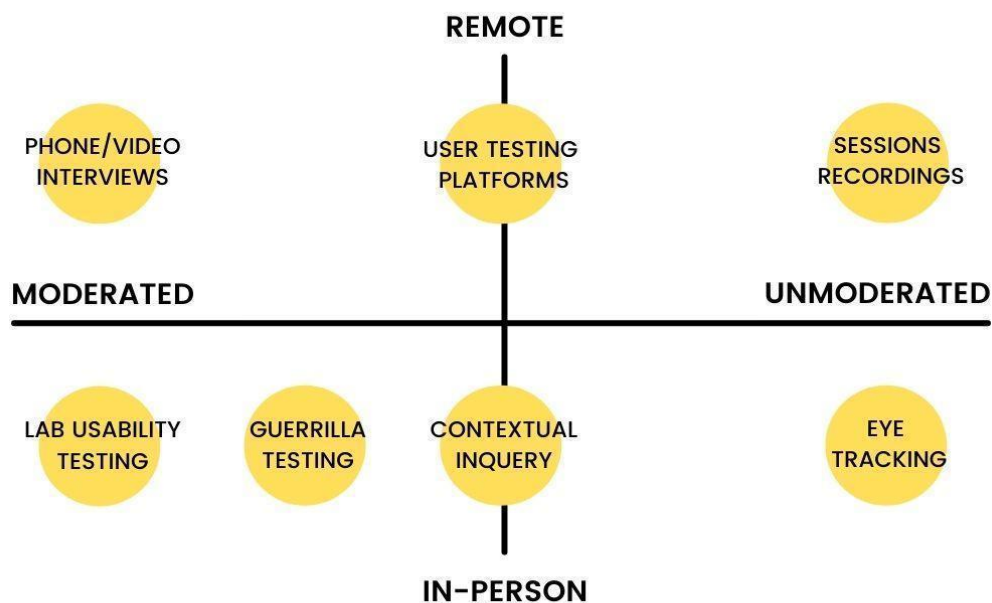 REMOTE
PHONE/VIDEO
INTERVIEWS
USER TESTING
PLATFORMS
SESSIONS
RECORDINGS
MODERATED
UNMODERATED
LAB USABILITY
TESTING
GUERRILLA
TESTING
CONTEXTUAL
INQUERY
EYE
TRACKING
IN-PERSON